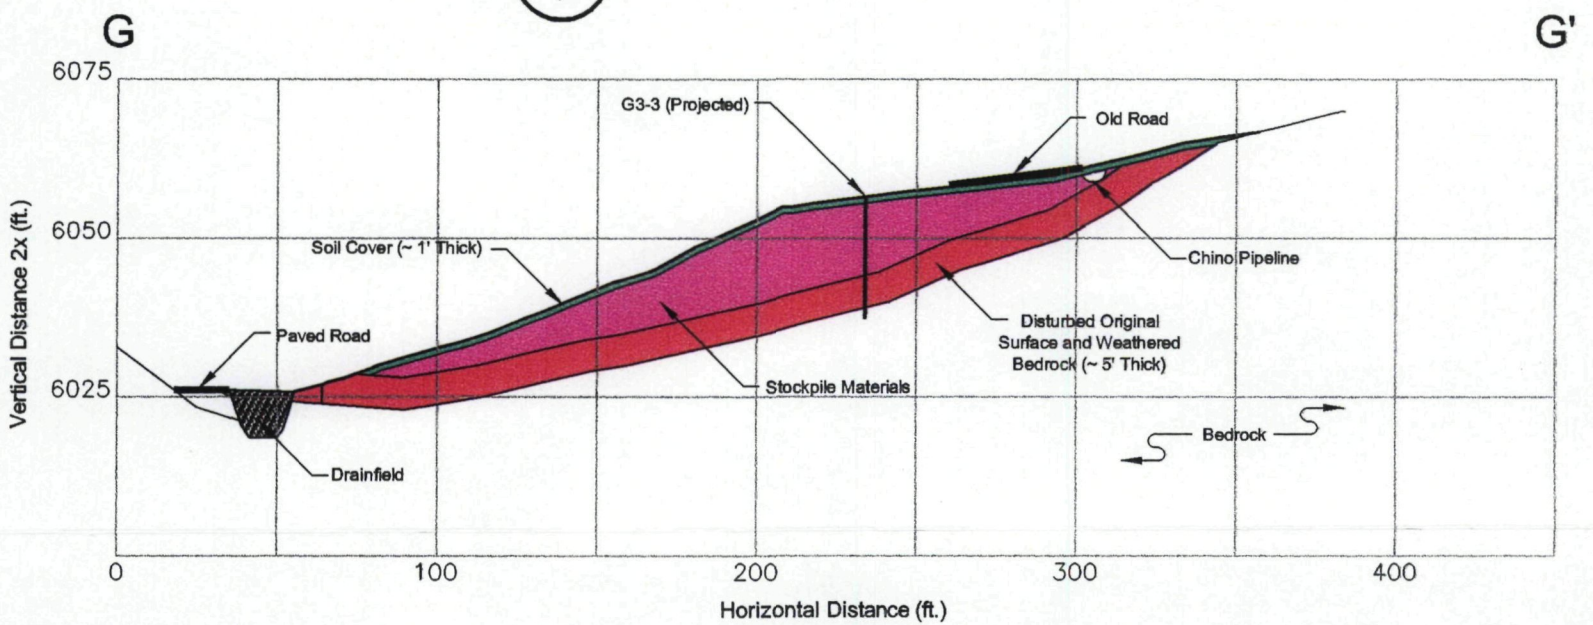 G
G'
6075
G3-3 (Projected)
Old Road
6050
Soil Cover (~ 1' Thick)
Chino Pipeline
Vertical Distance 2x (ft.)
Paved Road
Disturbed Original
Surface and Weathered
Bedrock (~ 5' Thick)
Stockpile Materials
6025
Bedrock
Drainfield
0
100
200
300
400
Horizontal Distance (ft.)